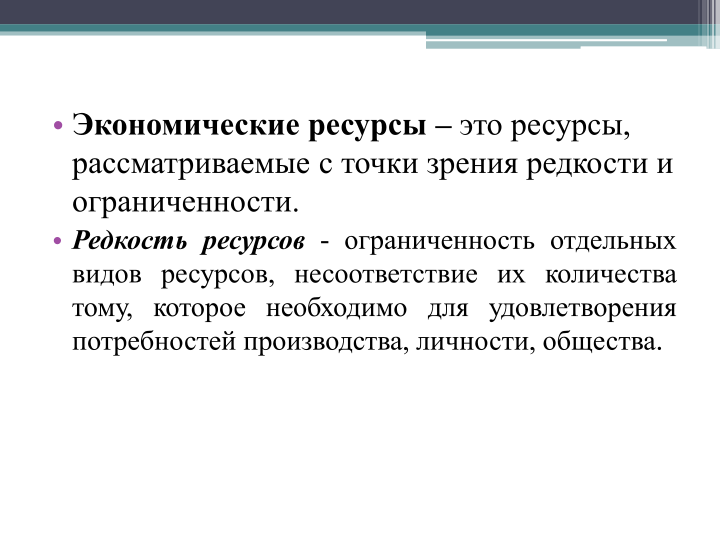 • Экономические ресурсы – это ресурсы,
рассматриваемые с точки зрения редкости и
ограниченности.
• Редкость ресурсов - ограниченность отдельных
видов ресурсов, несоответствие их количества
тому, которое необходимо для удовлетворения
потребностей производства, личности, общества.